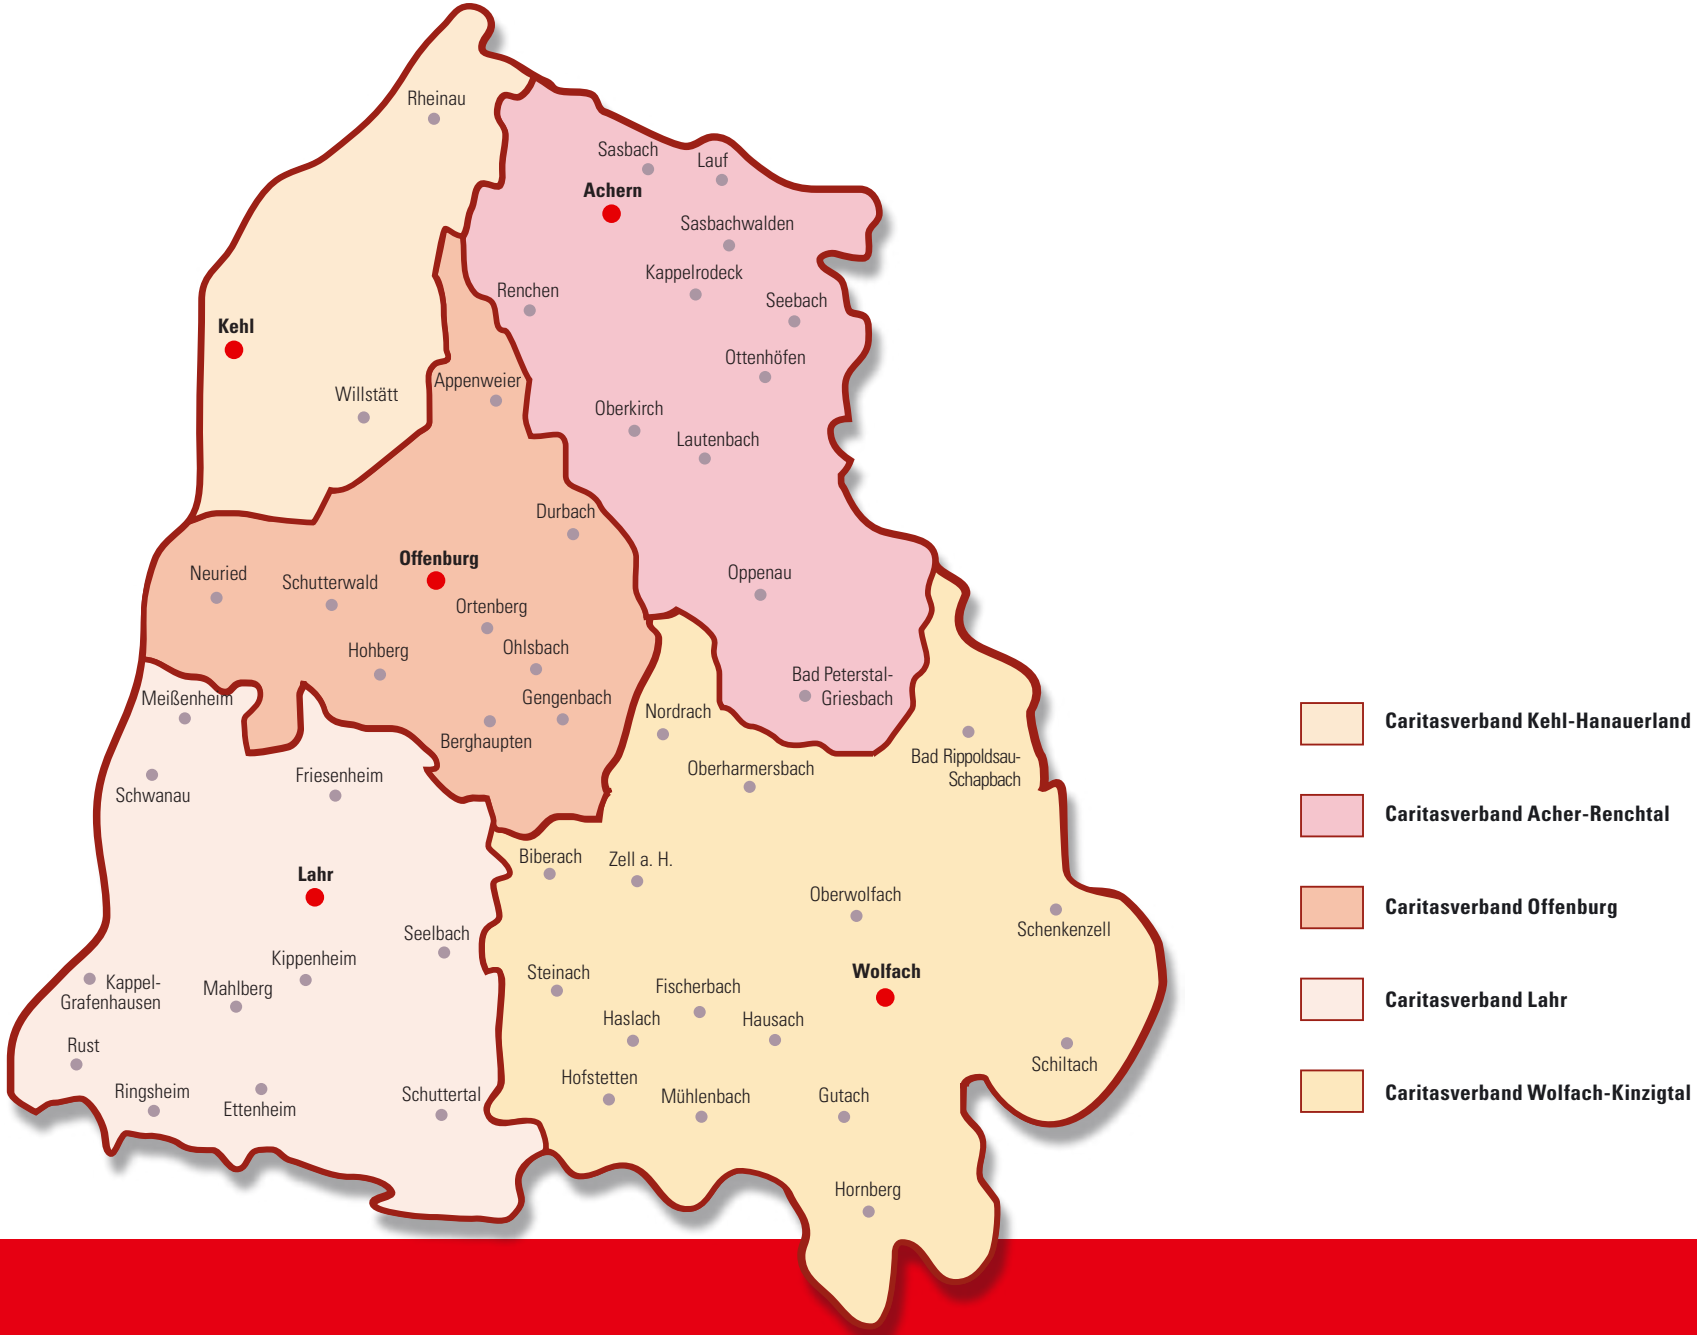 Rheinau
Sasbach
Lauf
Achern
Sasbachwalden
Kappelrodeck
Renchen
Seebach
Kehl
Ottenhöfen
Appenweier
Willstätt
Oberkirch
Lautenbach
Durbach
Offenburg
Neuried
Schutterwald
Oppenau
Ortenberg
Hohberg
Ohlsbach
Bad Peterstal-
Griesbach
Gengenbach
Meißenheim
Nordrach
Berghaupten
Bad Rippoldsau-
Schapbach
Oberharmersbach
Friesenheim
Schwanau
Biberach
Zell a. H.
Lahr
Oberwolfach
Schenkenzell
Seelbach
Kippenheim
Steinach
Wolfach
Kappel-
Grafenhausen
Mahlberg
Fischerbach
Haslach
Hausach
Rust
Schiltach
Hofstetten
Ringsheim
Schuttertal
Mühlenbach
Gutach
Ettenheim
Hornberg
Caritasverband Kehl-Hanauerland
Caritasverband Acher-Renchtal
Caritasverband Offenburg
Caritasverband Lahr
Caritasverband Wolfach-Kinzigtal